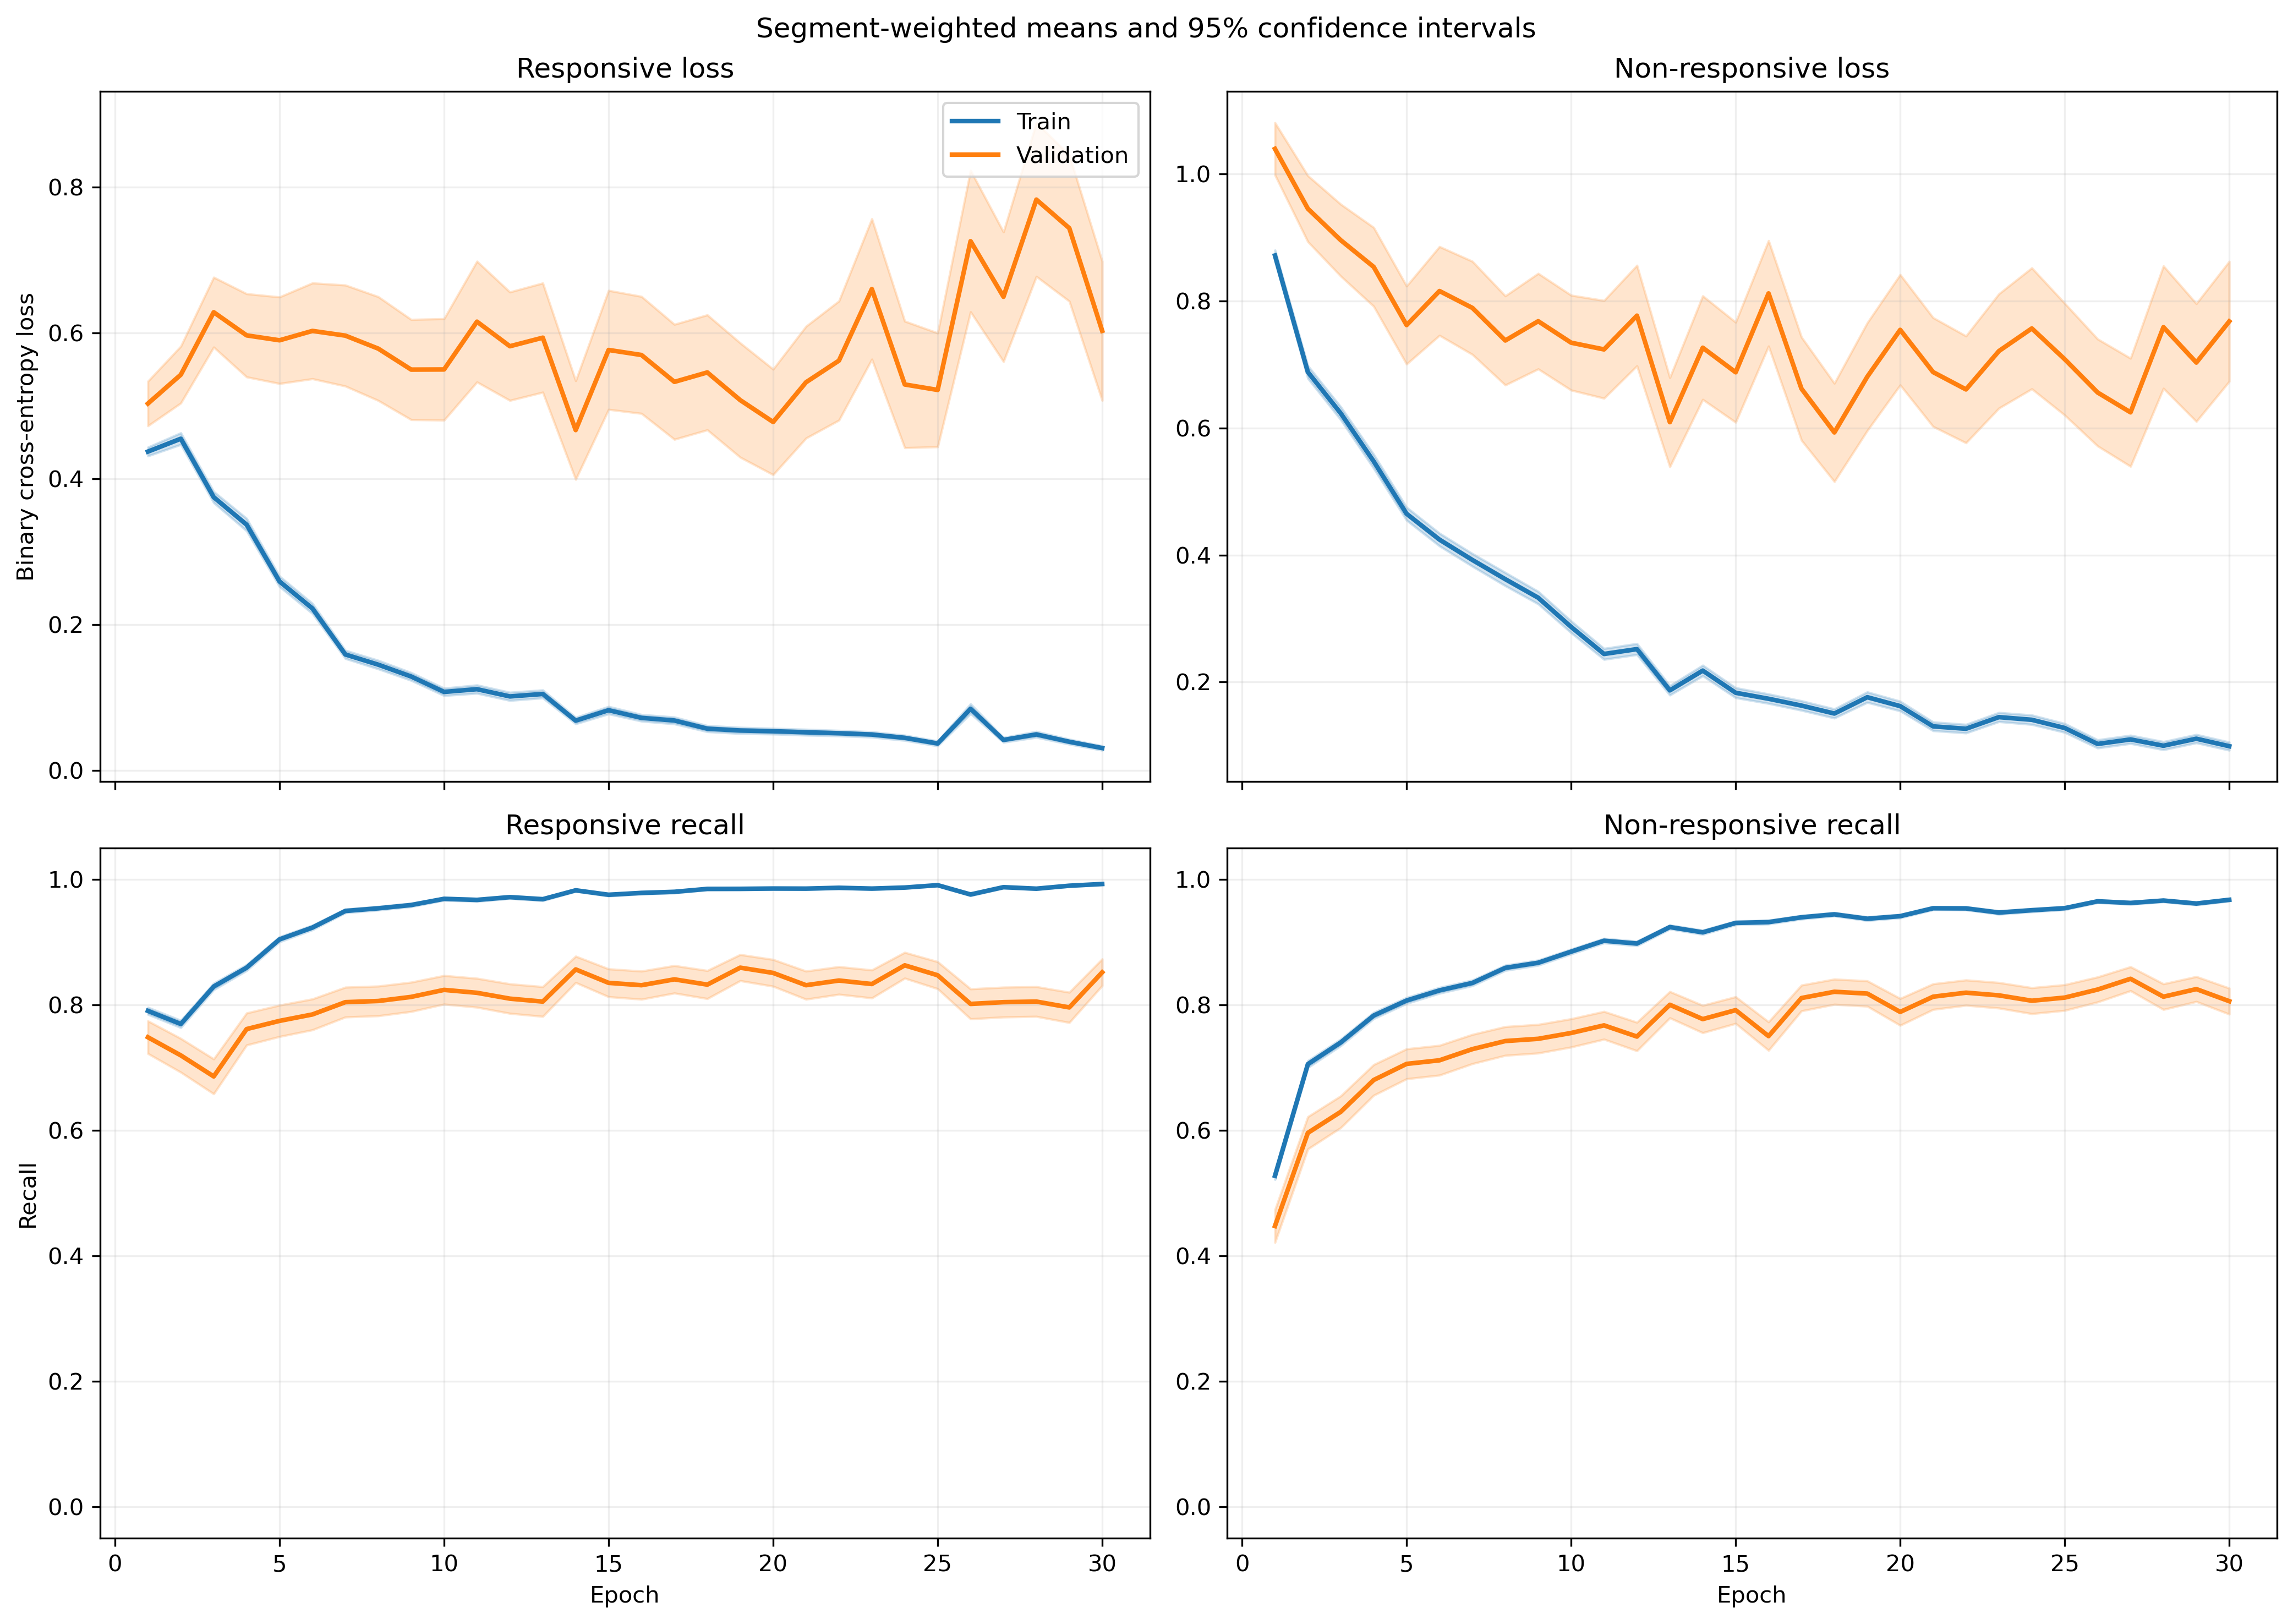 Segment-weighted means and 95% confidence intervals
Responsive loss
Non-responsive loss
Train
Validation
Binary cross-entropy loss
0.8
0.6
0.4
0.2
0.0
1.0
0.8
0.6
0.4
0.2
Responsive recall
Non-responsive recall
Recall
1.0
0.8
0.6
0.4
0.2
0.0
1.0
0.8
0.6
0.4
0.2
0.0
0 5 10 15 20 25 30
0 5 10 15 20 25 30
Epoch
Epoch